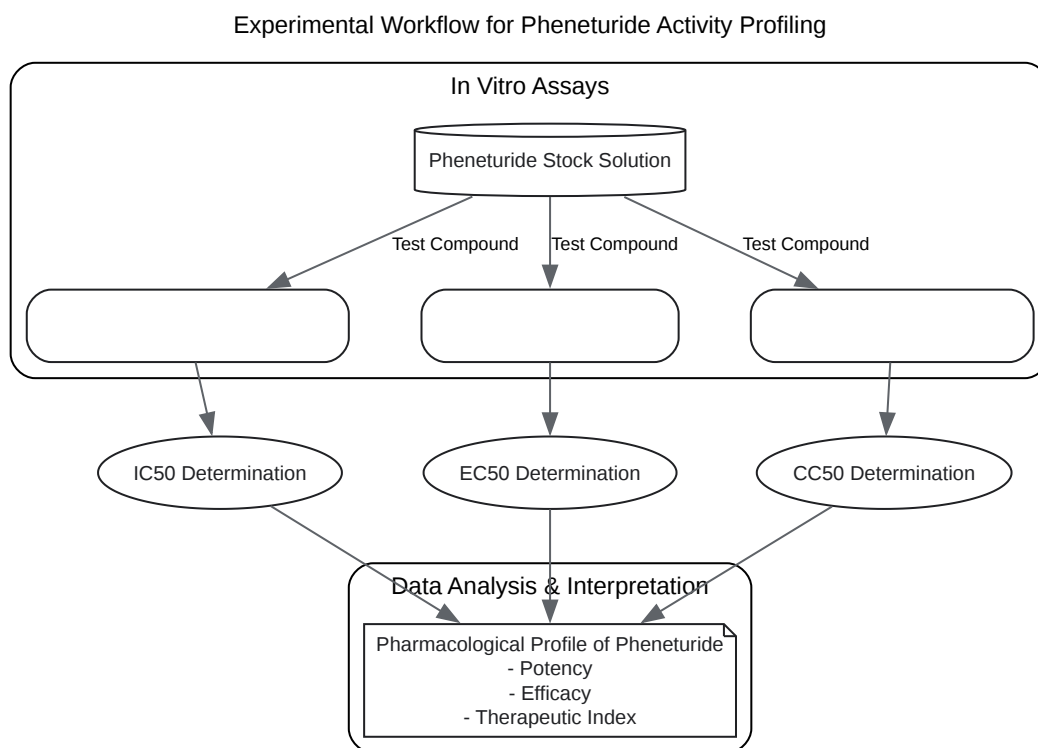 Experimental Workflow for Pheneturide Activity Profiling
In Vitro Assays
Pheneturide Stock Solution
Test Compound
Test Compound
Test Compound
IC50 Determination
EC50 Determination
CC50 Determination
Data Analysis & Interpretation
Pharmacological Profile of Pheneturide
- Potency
- Efficacy
- Therapeutic Index